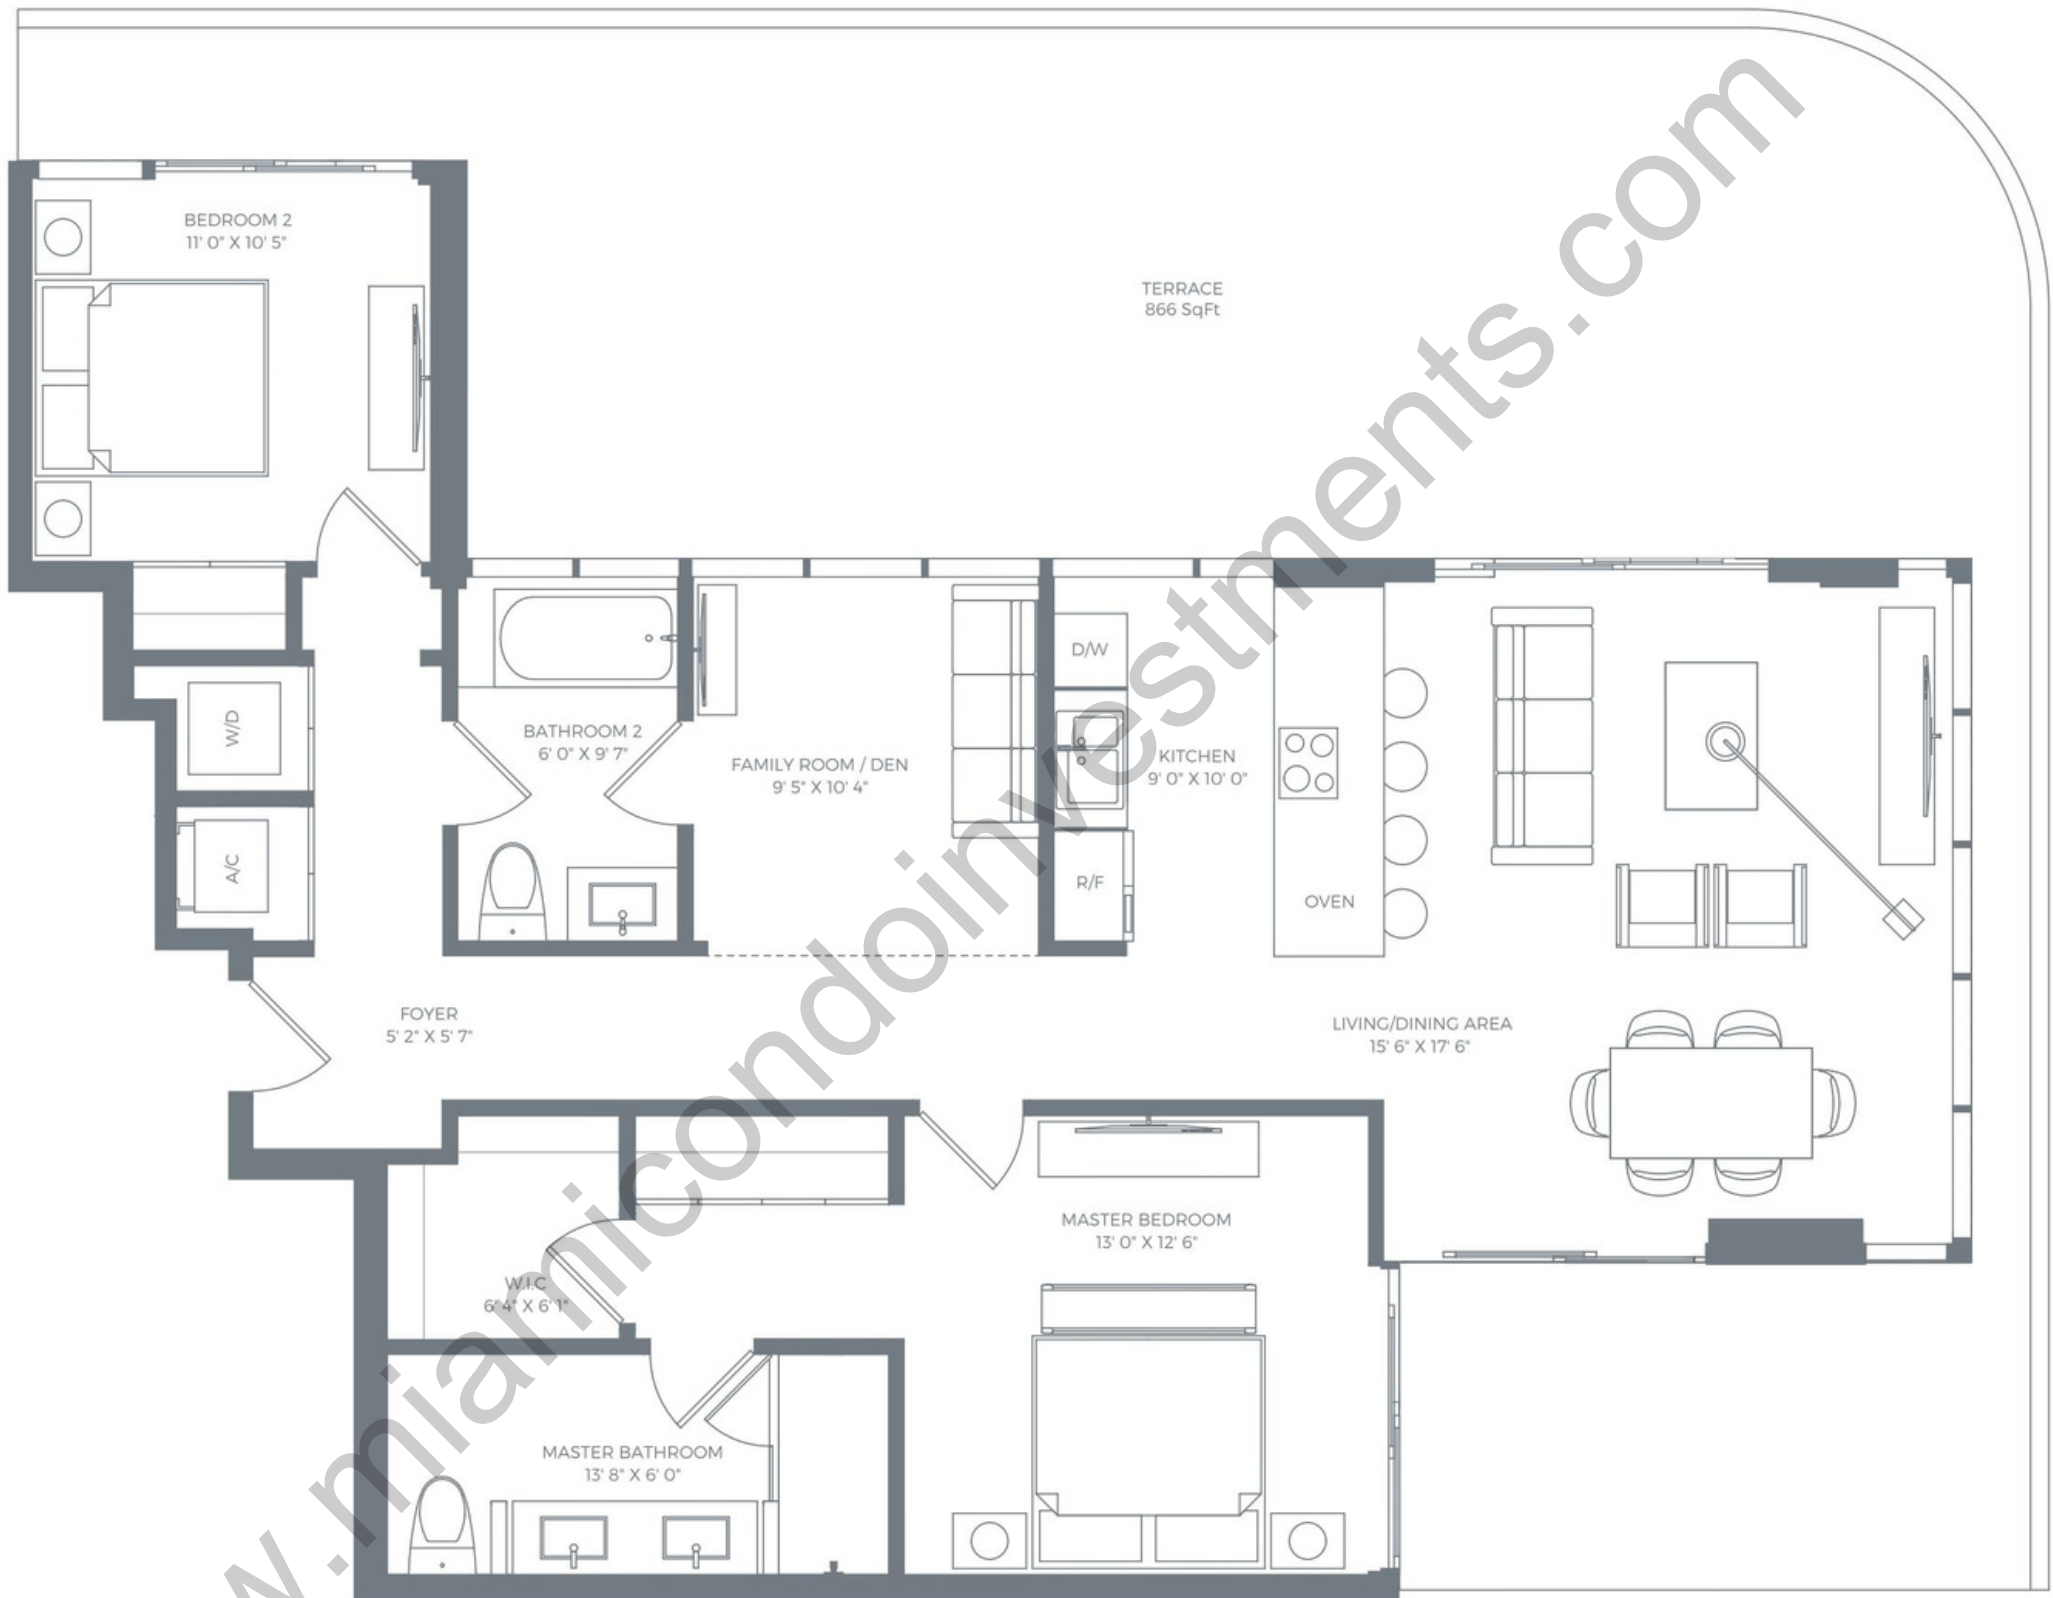 BEDROOM 2
11' 0" X 10' 5"
TERRACE
866 SqFt
D/W
W/D
BATHROOM 2
6' 0" X 9' 7"
FAMILY ROOM / DEN
9' 5" X 10' 4"
KITCHEN
9' 0" X 10' 0"
A/C
R/F
OVEN
FOYER
5' 2" X 5' 7"
LIVING/DINING AREA
15' 6" X 17' 6"
MASTER BEDROOM
13' 0" X 12' 6"
W.I.C
6' 4" X 6' 1"
MASTER BATHROOM
13' 8" X 6' 0"
w.miamicondoinvestments.com